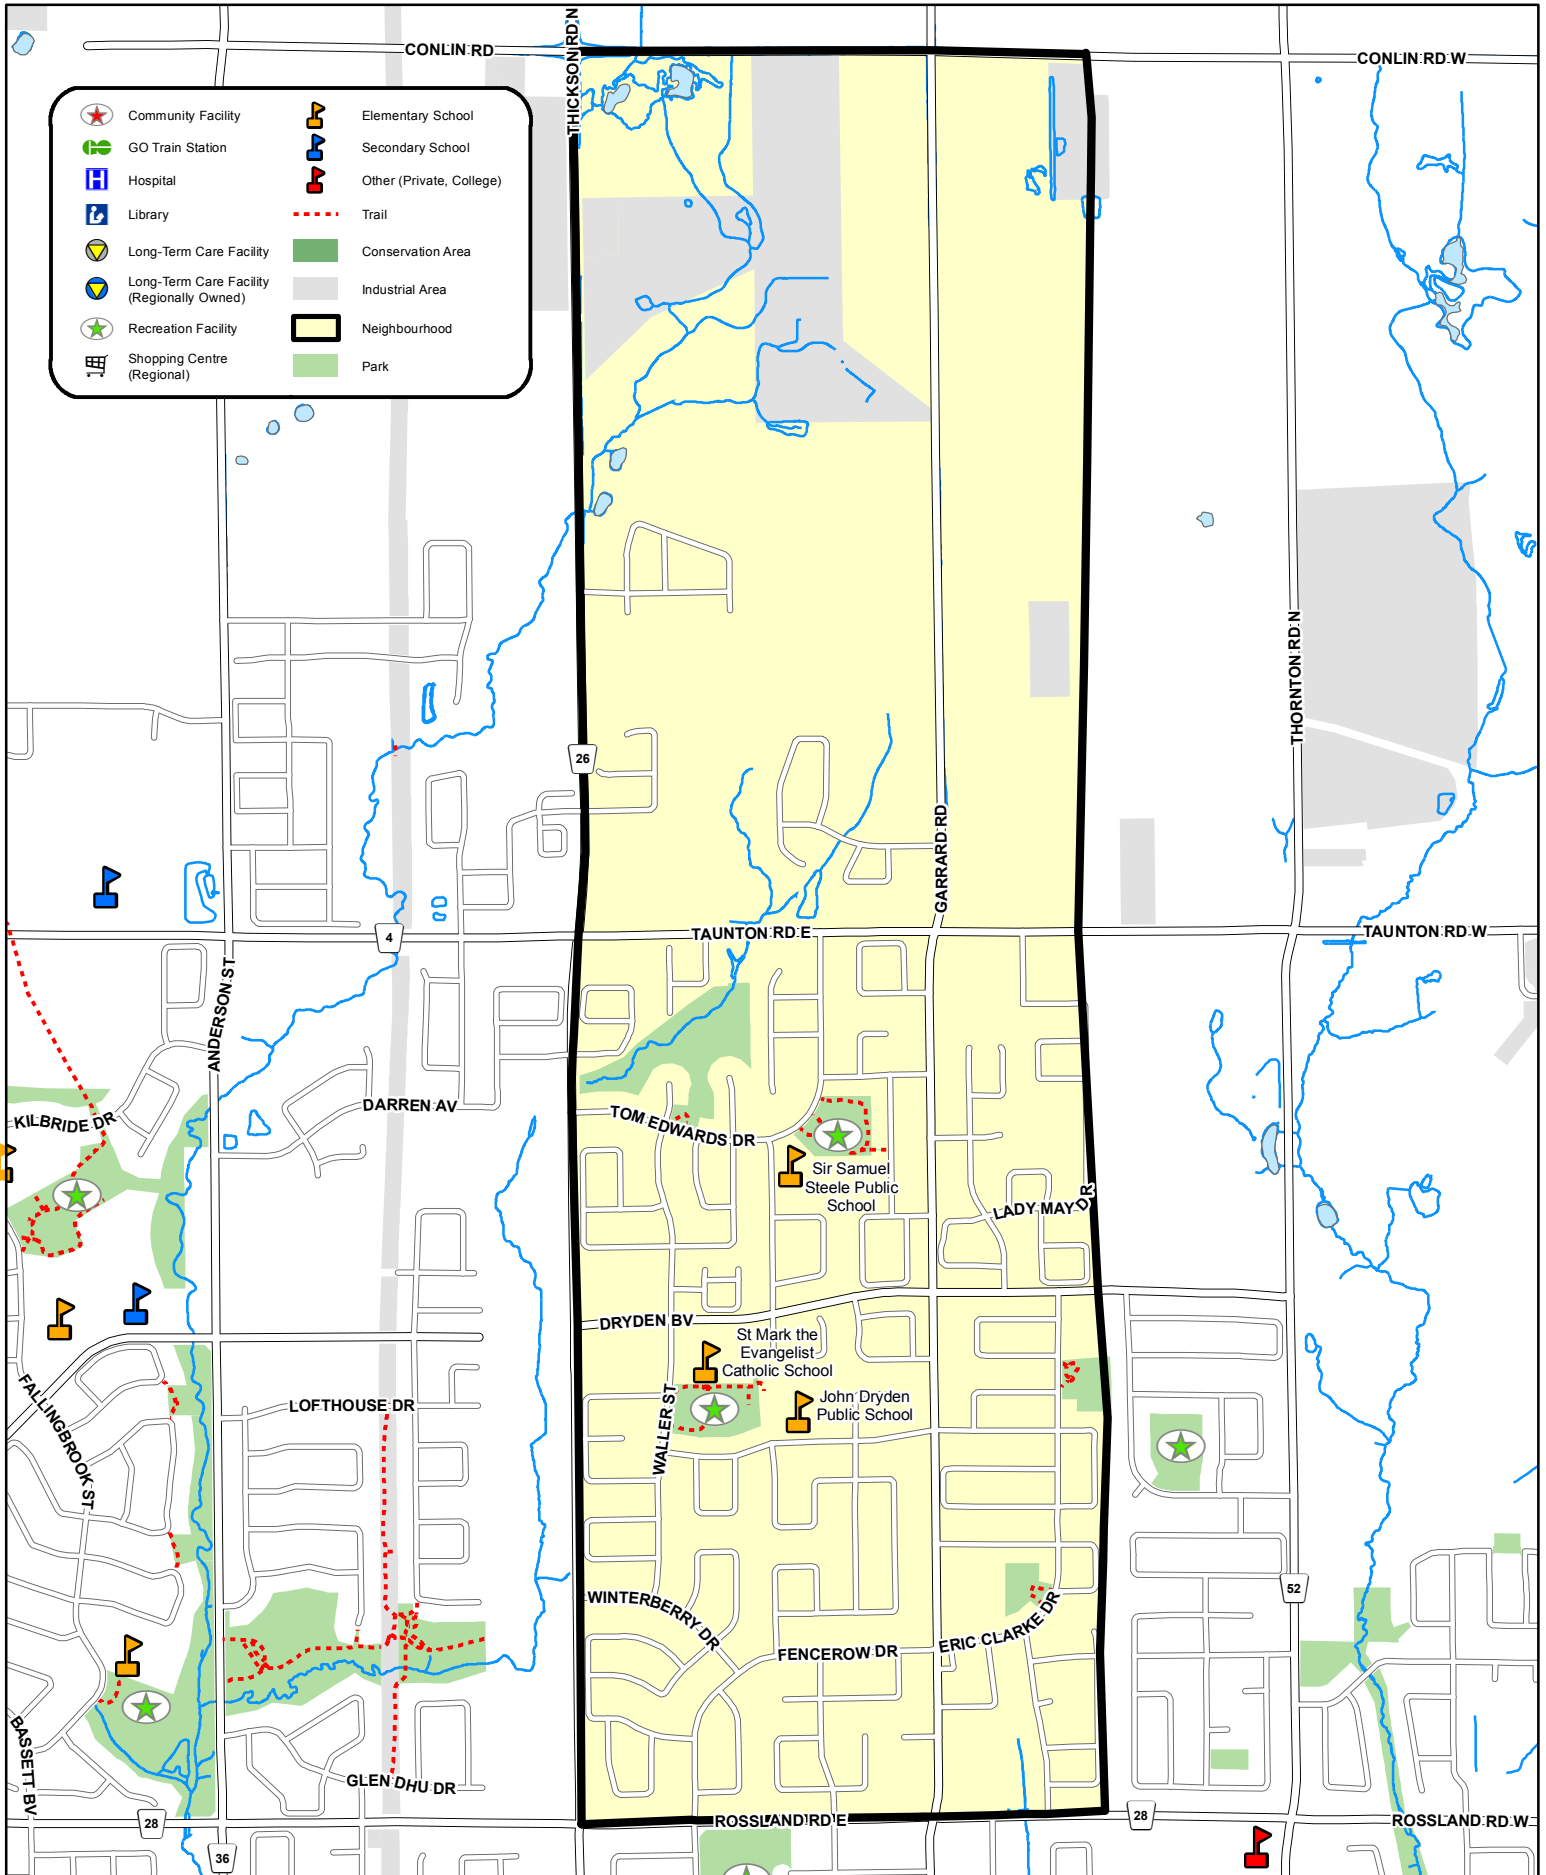 CONLIN RD
THICKSON RD N
CONLIN RD W
Community Facility
GO Train Station
Hospital
Library
Long-Term Care Facility
Long-Term Care Facility
(Regionally Owned)
Recreation Facility
Shopping Centre
(Regional)
Elementary School
Secondary School
Other (Private, College)
Trail
Conservation Area
Industrial Area
Neighbourhood
Park
H
THORNTON RD N
26
GARRARD RD
4
TAUNTON RD E
TAUNTON RD W
ANDERSON ST
DARREN AV
KILBRIDE DR
TOM EDWARDS DR
Sir Samuel
Steele Public
School
LADY MAY DR
DRYDEN BV
St Mark the
Evangelist
Catholic School
John Dryden
Public School
WALLER ST
FALLINGBROOK ST
LOFTHOUSE DR
52
WINTERBERRY DR
FENCEROW DR
ERIC CLARKE DR
BASSETT BV
GLEN DHU DR
28
ROSSLAND RD E
28
ROSSLAND RD W
36